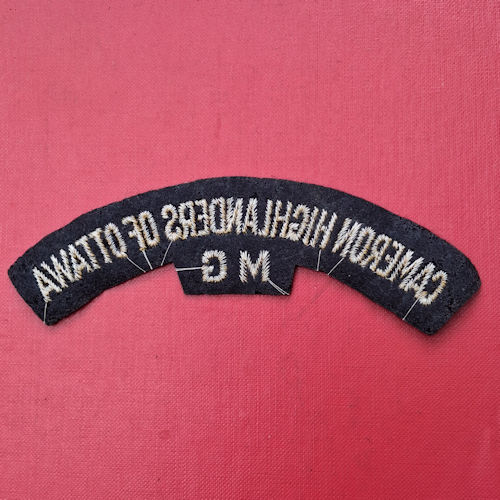 CAMERON HIGHLANDERS OF OTTAWA
M G